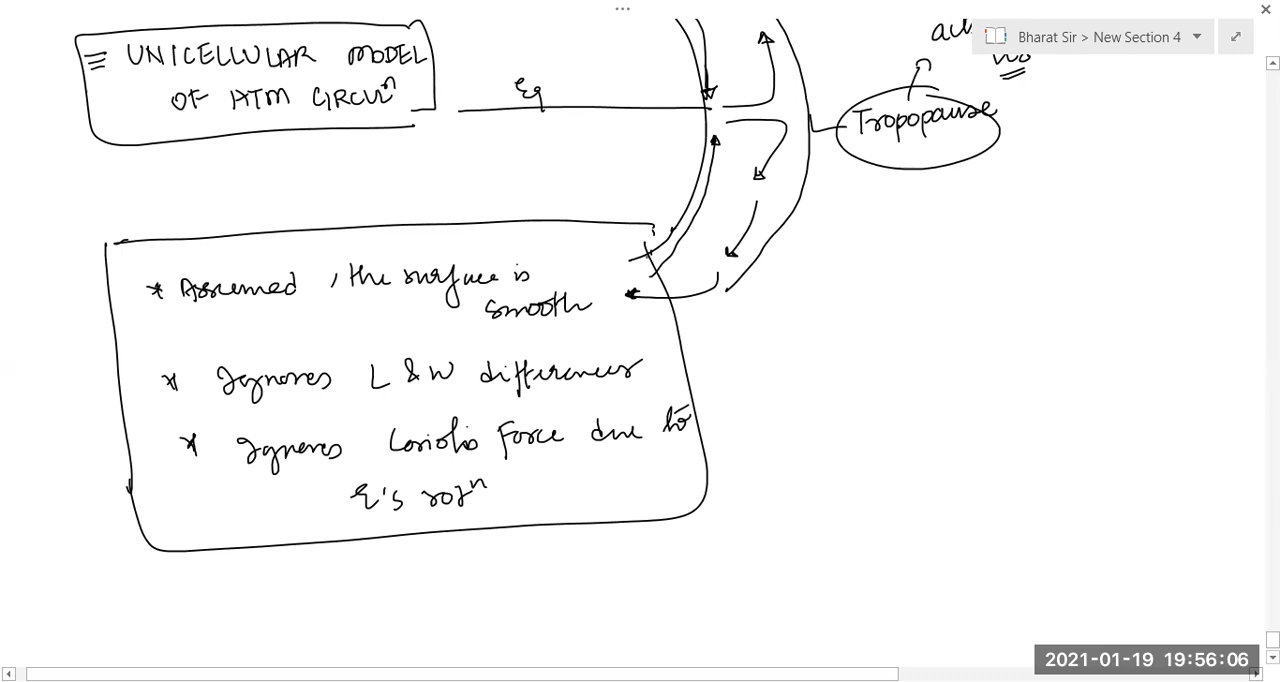 UNICELLULAR MODEL
OF ATM CIRCULⁿ
Eq
Tropopause
Bharat Sir > New Section 4
* Assumed, the surface is
smooth
* Ignores L & W differences
* Ignores Coriolis Force due to
E's rotⁿ
2021-01-19 19:56:06